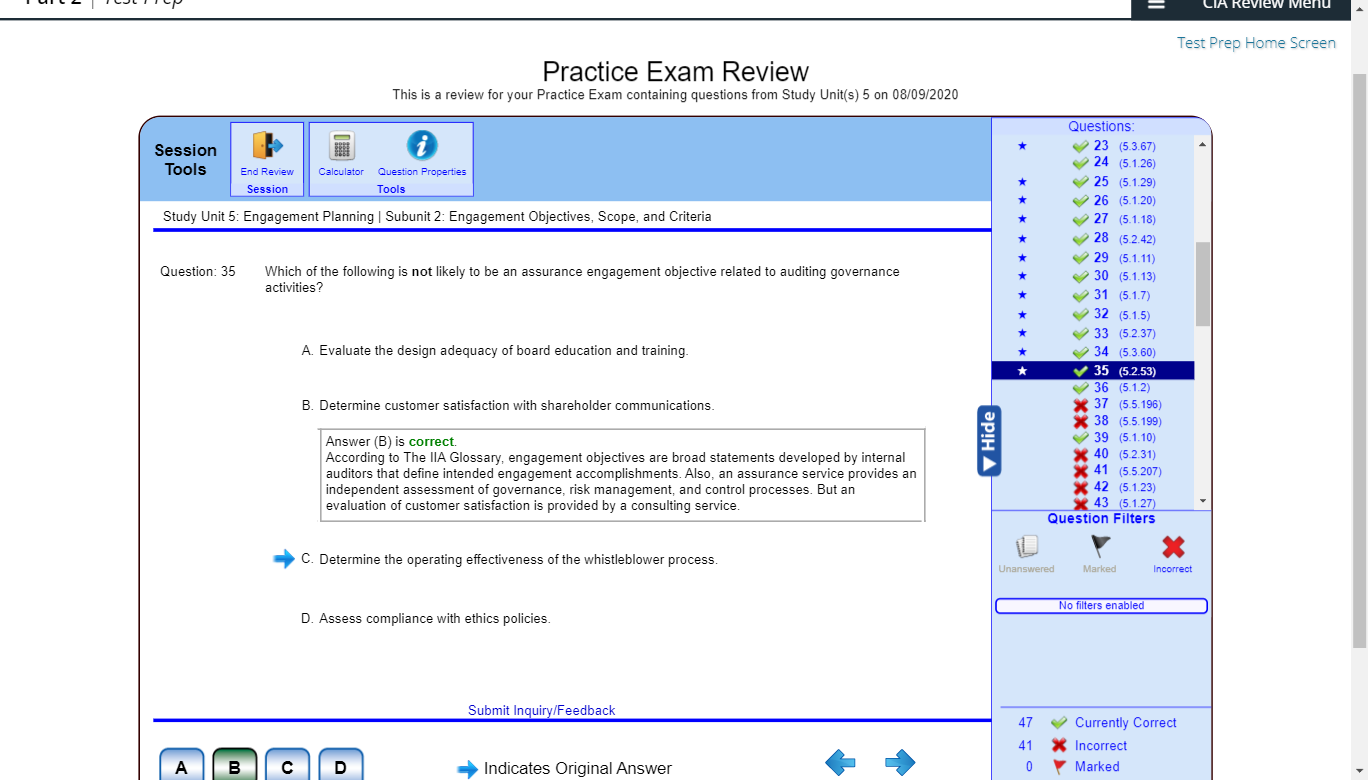 Part 2 | Test Prep
CIA Review Menu
Test Prep Home Screen
Practice Exam Review
This is a review for your Practice Exam containing questions from Study Unit(s) 5 on 08/09/2020
Session Tools
End Review
Session
Calculator
Question Properties
Tools
Study Unit 5: Engagement Planning | Subunit 2: Engagement Objectives, Scope, and Criteria
Question: 35
Which of the following is not likely to be an assurance engagement objective related to auditing governance
activities?
A. Evaluate the design adequacy of board education and training.
B. Determine customer satisfaction with shareholder communications.
Answer (B) is correct.
According to The IIA Glossary, engagement objectives are broad statements developed by internal
auditors that define intended engagement accomplishments. Also, an assurance service provides an
independent assessment of governance, risk management, and control processes. But an
evaluation of customer satisfaction is provided by a consulting service.
C. Determine the operating effectiveness of the whistleblower process.
D. Assess compliance with ethics policies.
Submit Inquiry/Feedback
A B C D
Indicates Original Answer
Questions:
23 (5.3.67)
24 (5.1.26)
25 (5.1.29)
26 (5.1.20)
27 (5.1.18)
28 (5.2.42)
29 (5.1.11)
30 (5.1.13)
31 (5.1.7)
32 (5.1.5)
33 (5.2.37)
34 (5.3.60)
35 (5.2.53)
36 (5.1.2)
37 (5.5.196)
38 (5.5.199)
39 (5.1.10)
40 (5.2.31)
41 (5.5.207)
42 (5.1.23)
43 (5.1.27)
Hide
Question Filters
Unanswered
Marked
Incorrect
No filters enabled
47 Currently Correct
41 Incorrect
0 Marked